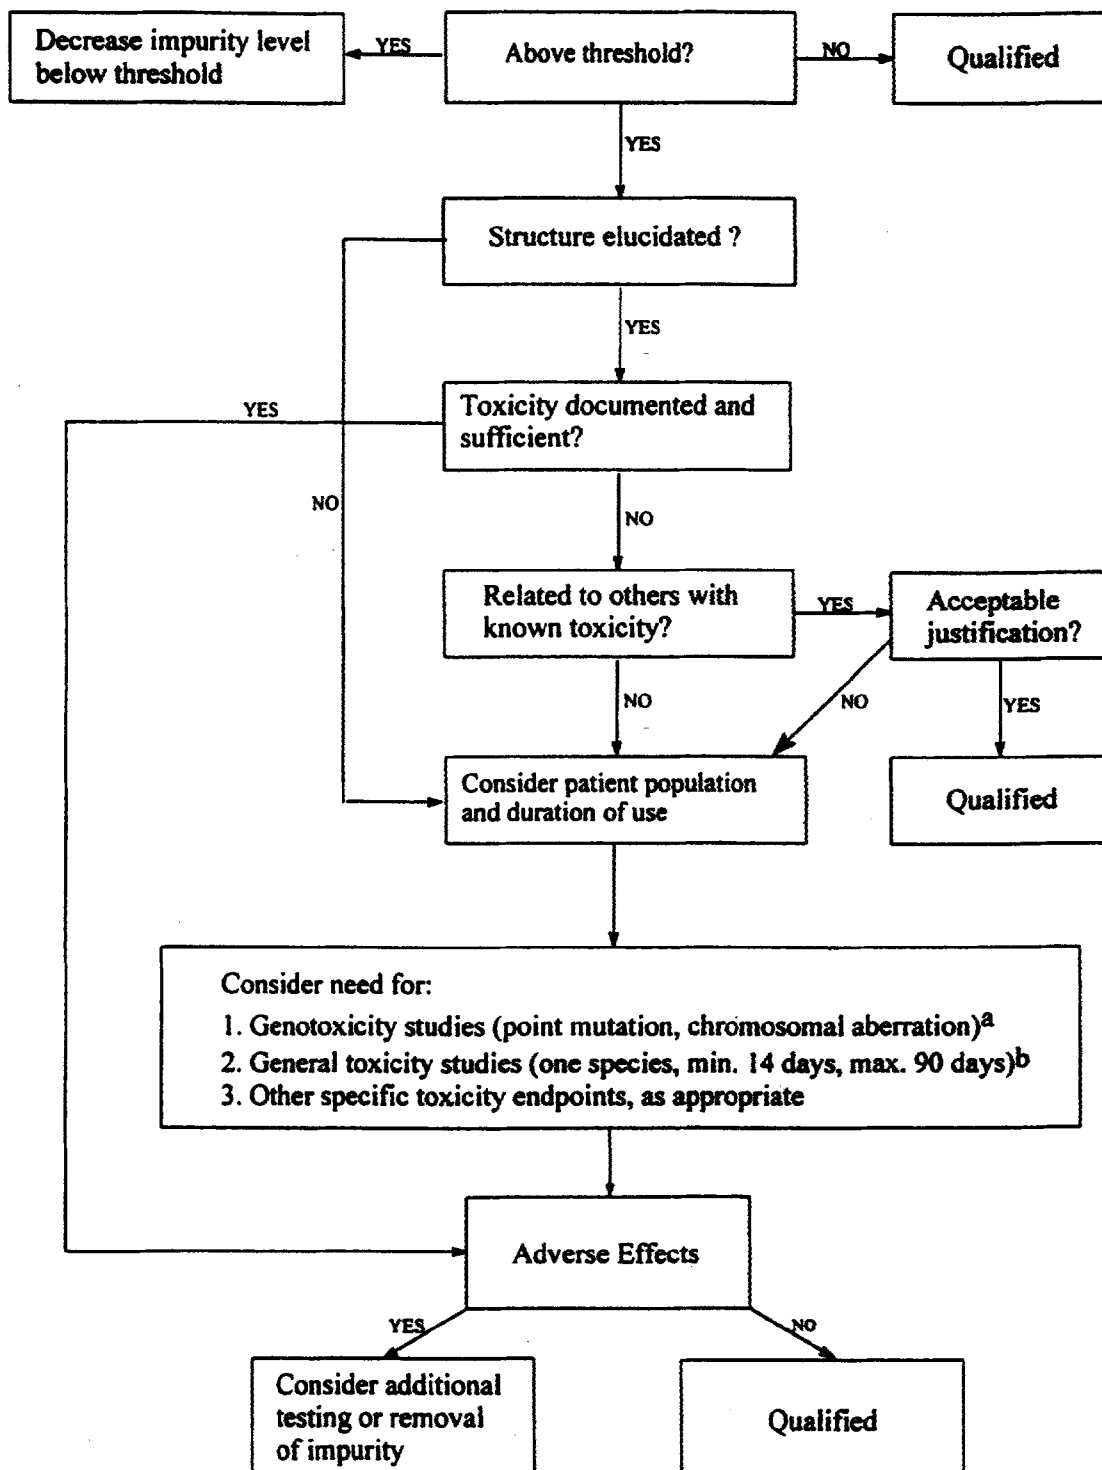 Decrease impurity level
below threshold
YES
Above threshold?
NO
Qualified
YES
Structure elucidated ?
YES
YES
Toxicity documented and
sufficient?
NO
NO
Related to others with
known toxicity?
YES
Acceptable
justification?
NO
NO
YES
Consider patient population
and duration of use
Qualified
Consider need for:
1. Genotoxicity studies (point mutation, chromosomal aberration)a
2. General toxicity studies (one species, min. 14 days, max. 90 days)b
3. Other specific toxicity endpoints, as appropriate
Adverse Effects
YES
NO
Consider additional
testing or removal
of impurity
Qualified